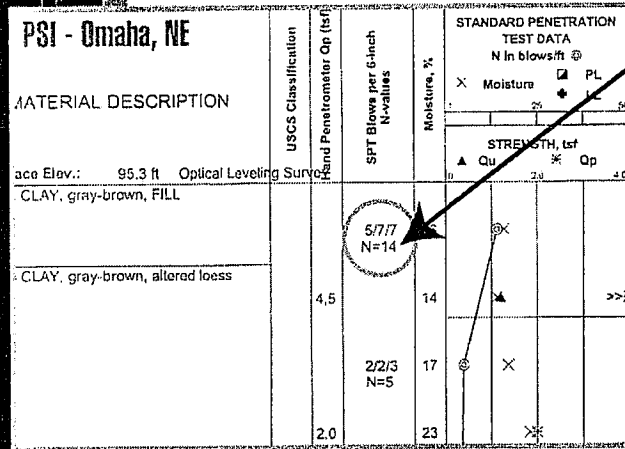 PSI - Omaha, NE
MATERIAL DESCRIPTION
USCS Classification
Hand Penetrometer Qp (tsf)
SPT Blows per 6-Inch
N-values
Moisture, %
STANDARD PENETRATION
TEST DATA
N in blows/ft
Moisture
PL
25
STRENGTH, tsf
Qu
Qp
0
2.0
Elev.: 95.3 ft Optical Leveling Survey
CLAY, gray-brown, FILL
5/7/7
N=14
CLAY, gray-brown, altered loess
4,5
14
>>
2/2/3
17
N=5
2.0
23